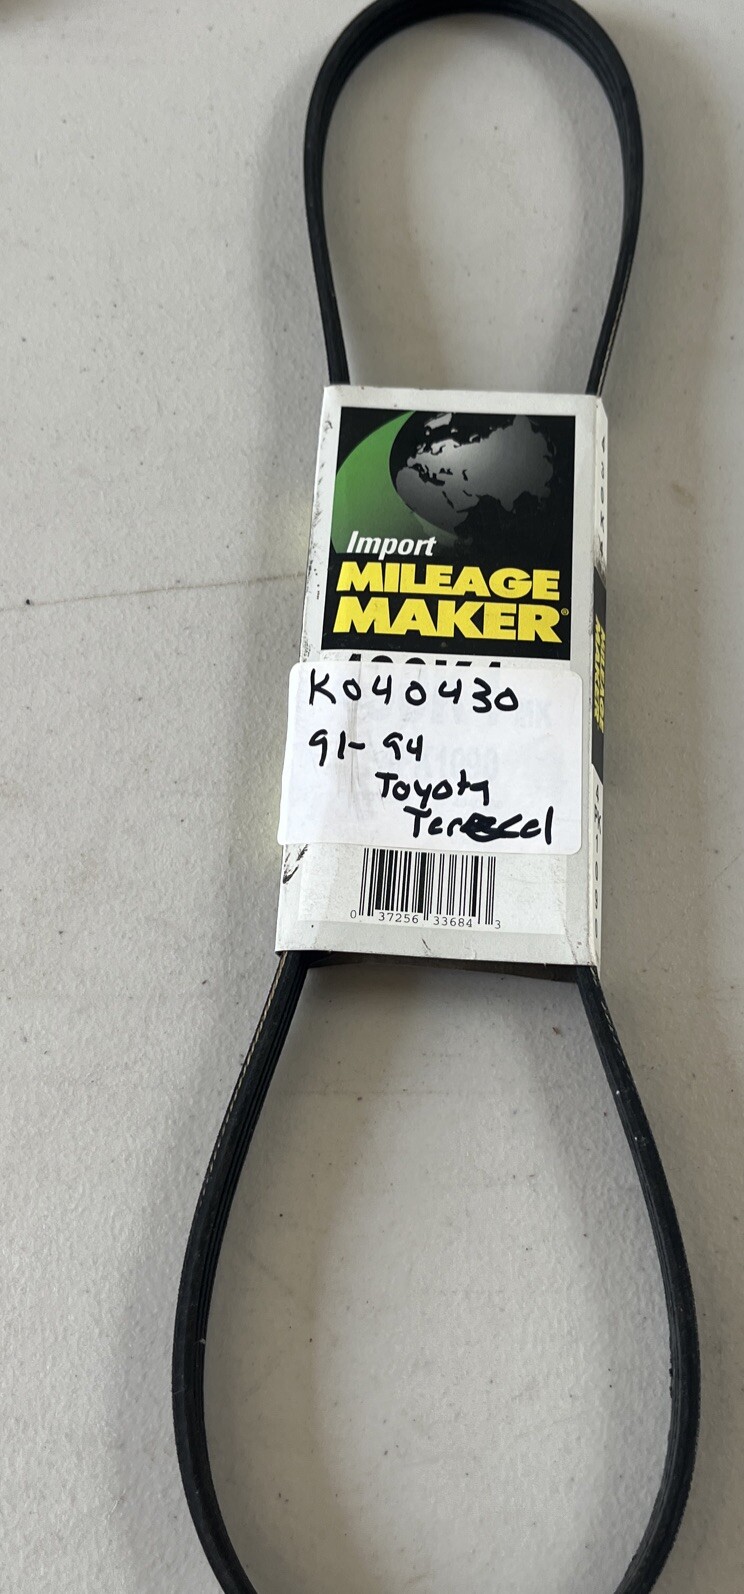 Import
MILEAGE
MAKER®
K040430
91-94
Toyota
Tercel
0 37256 33684 3